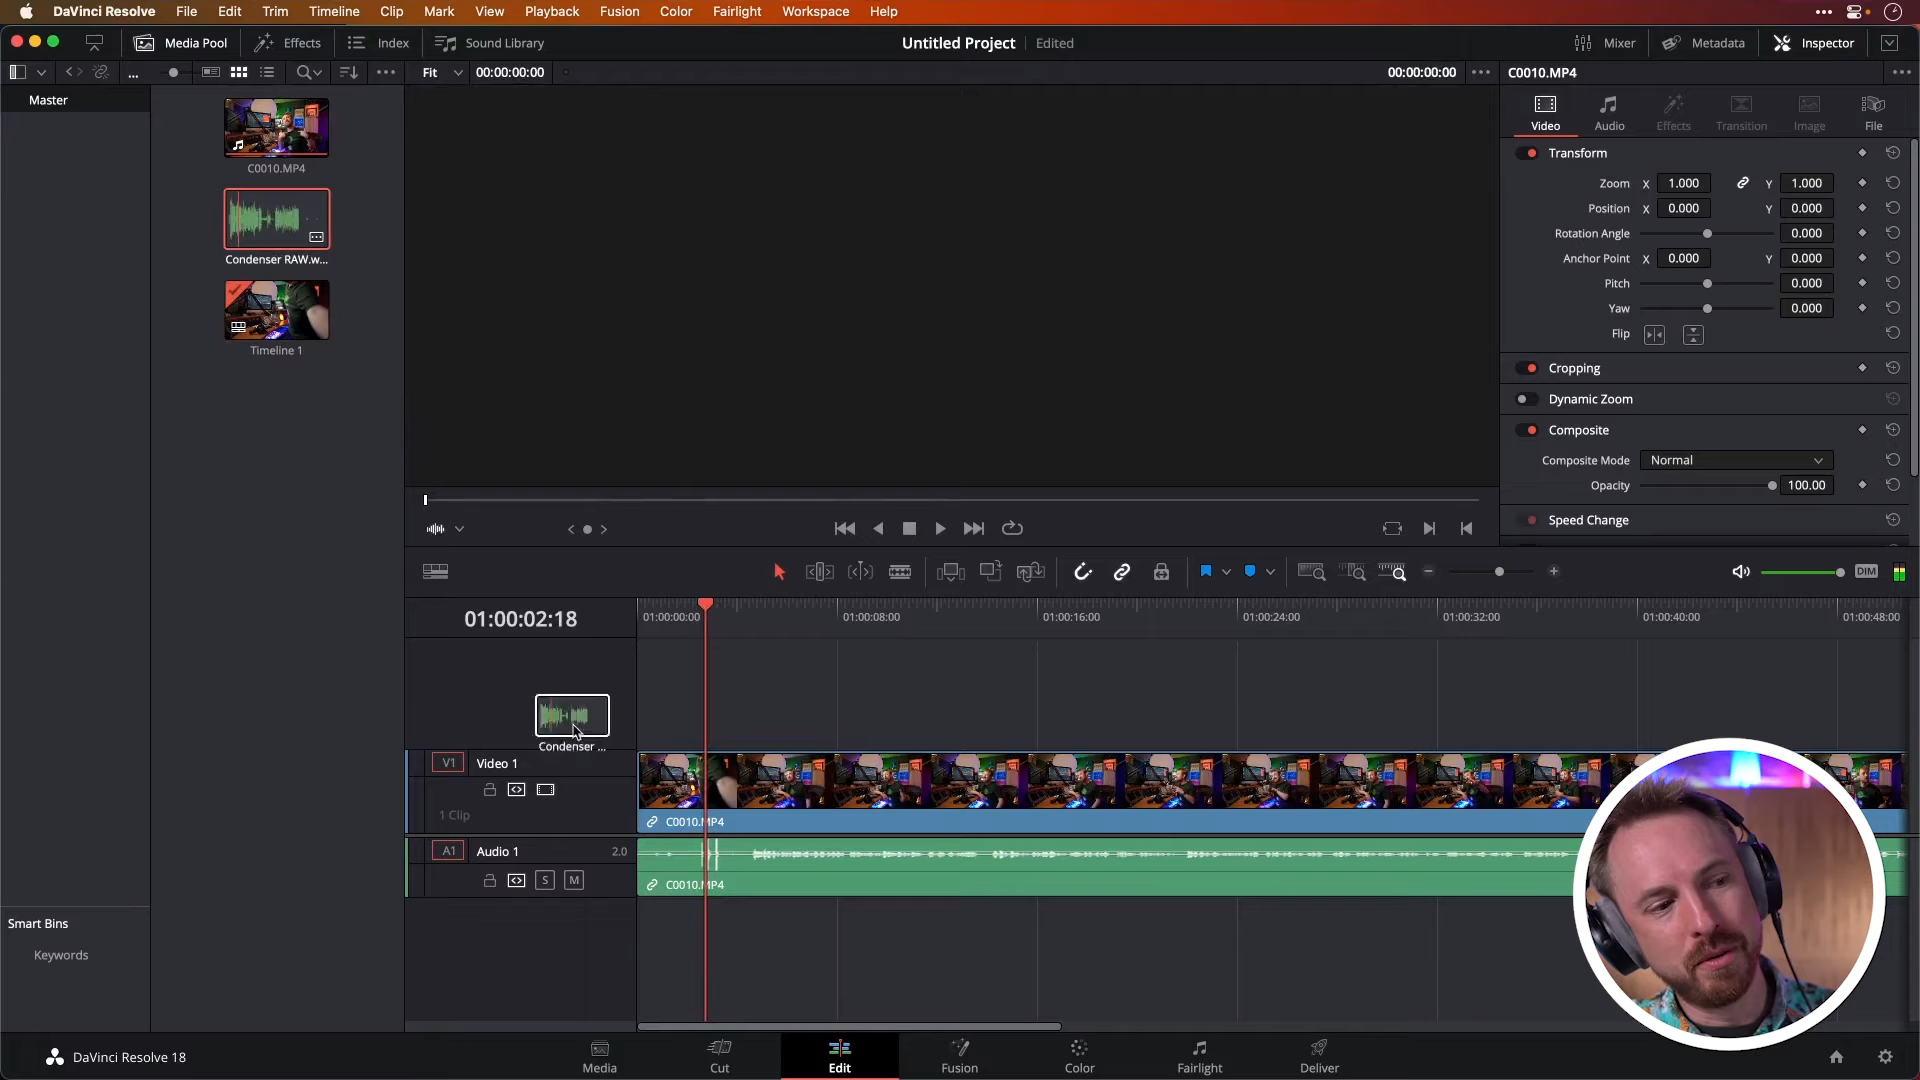 DaVinci Resolve File Edit Trim Timeline Clip Mark View Playback Fusion Color Fairlight Workspace Help
Media Pool Effects Index Sound Library Untitled Project Edited Mixer Metadata Inspector
... Fit 00:00:00:00 00:00:00:00 C0010.MP4
Master
Video Audio Effects Transition Image File
C0010.MP4
Transform
Zoom X 1.000 Y 1.000
Position X 0.000 Y 0.000
Rotation Angle 0.000
Condenser RAW.w...
Anchor Point X 0.000 Y 0.000
Pitch 0.000
Yaw 0.000
Flip
Timeline 1
Cropping
Dynamic Zoom
Composite
Composite Mode Normal
Opacity 100.00
Speed Change
DIM
01:00:02:18 01:00:00:00 01:00:08:00 01:00:16:00 01:00:24:00 01:00:32:00 01:00:40:00 01:00:48:00
Condenser ...
V1 Video 1
1 Clip
C0010.MP4
A1 Audio 1 2.0
S M
C0010.MP4
Smart Bins
Keywords
DaVinci Resolve 18 Media Cut Edit Fusion Color Fairlight Deliver